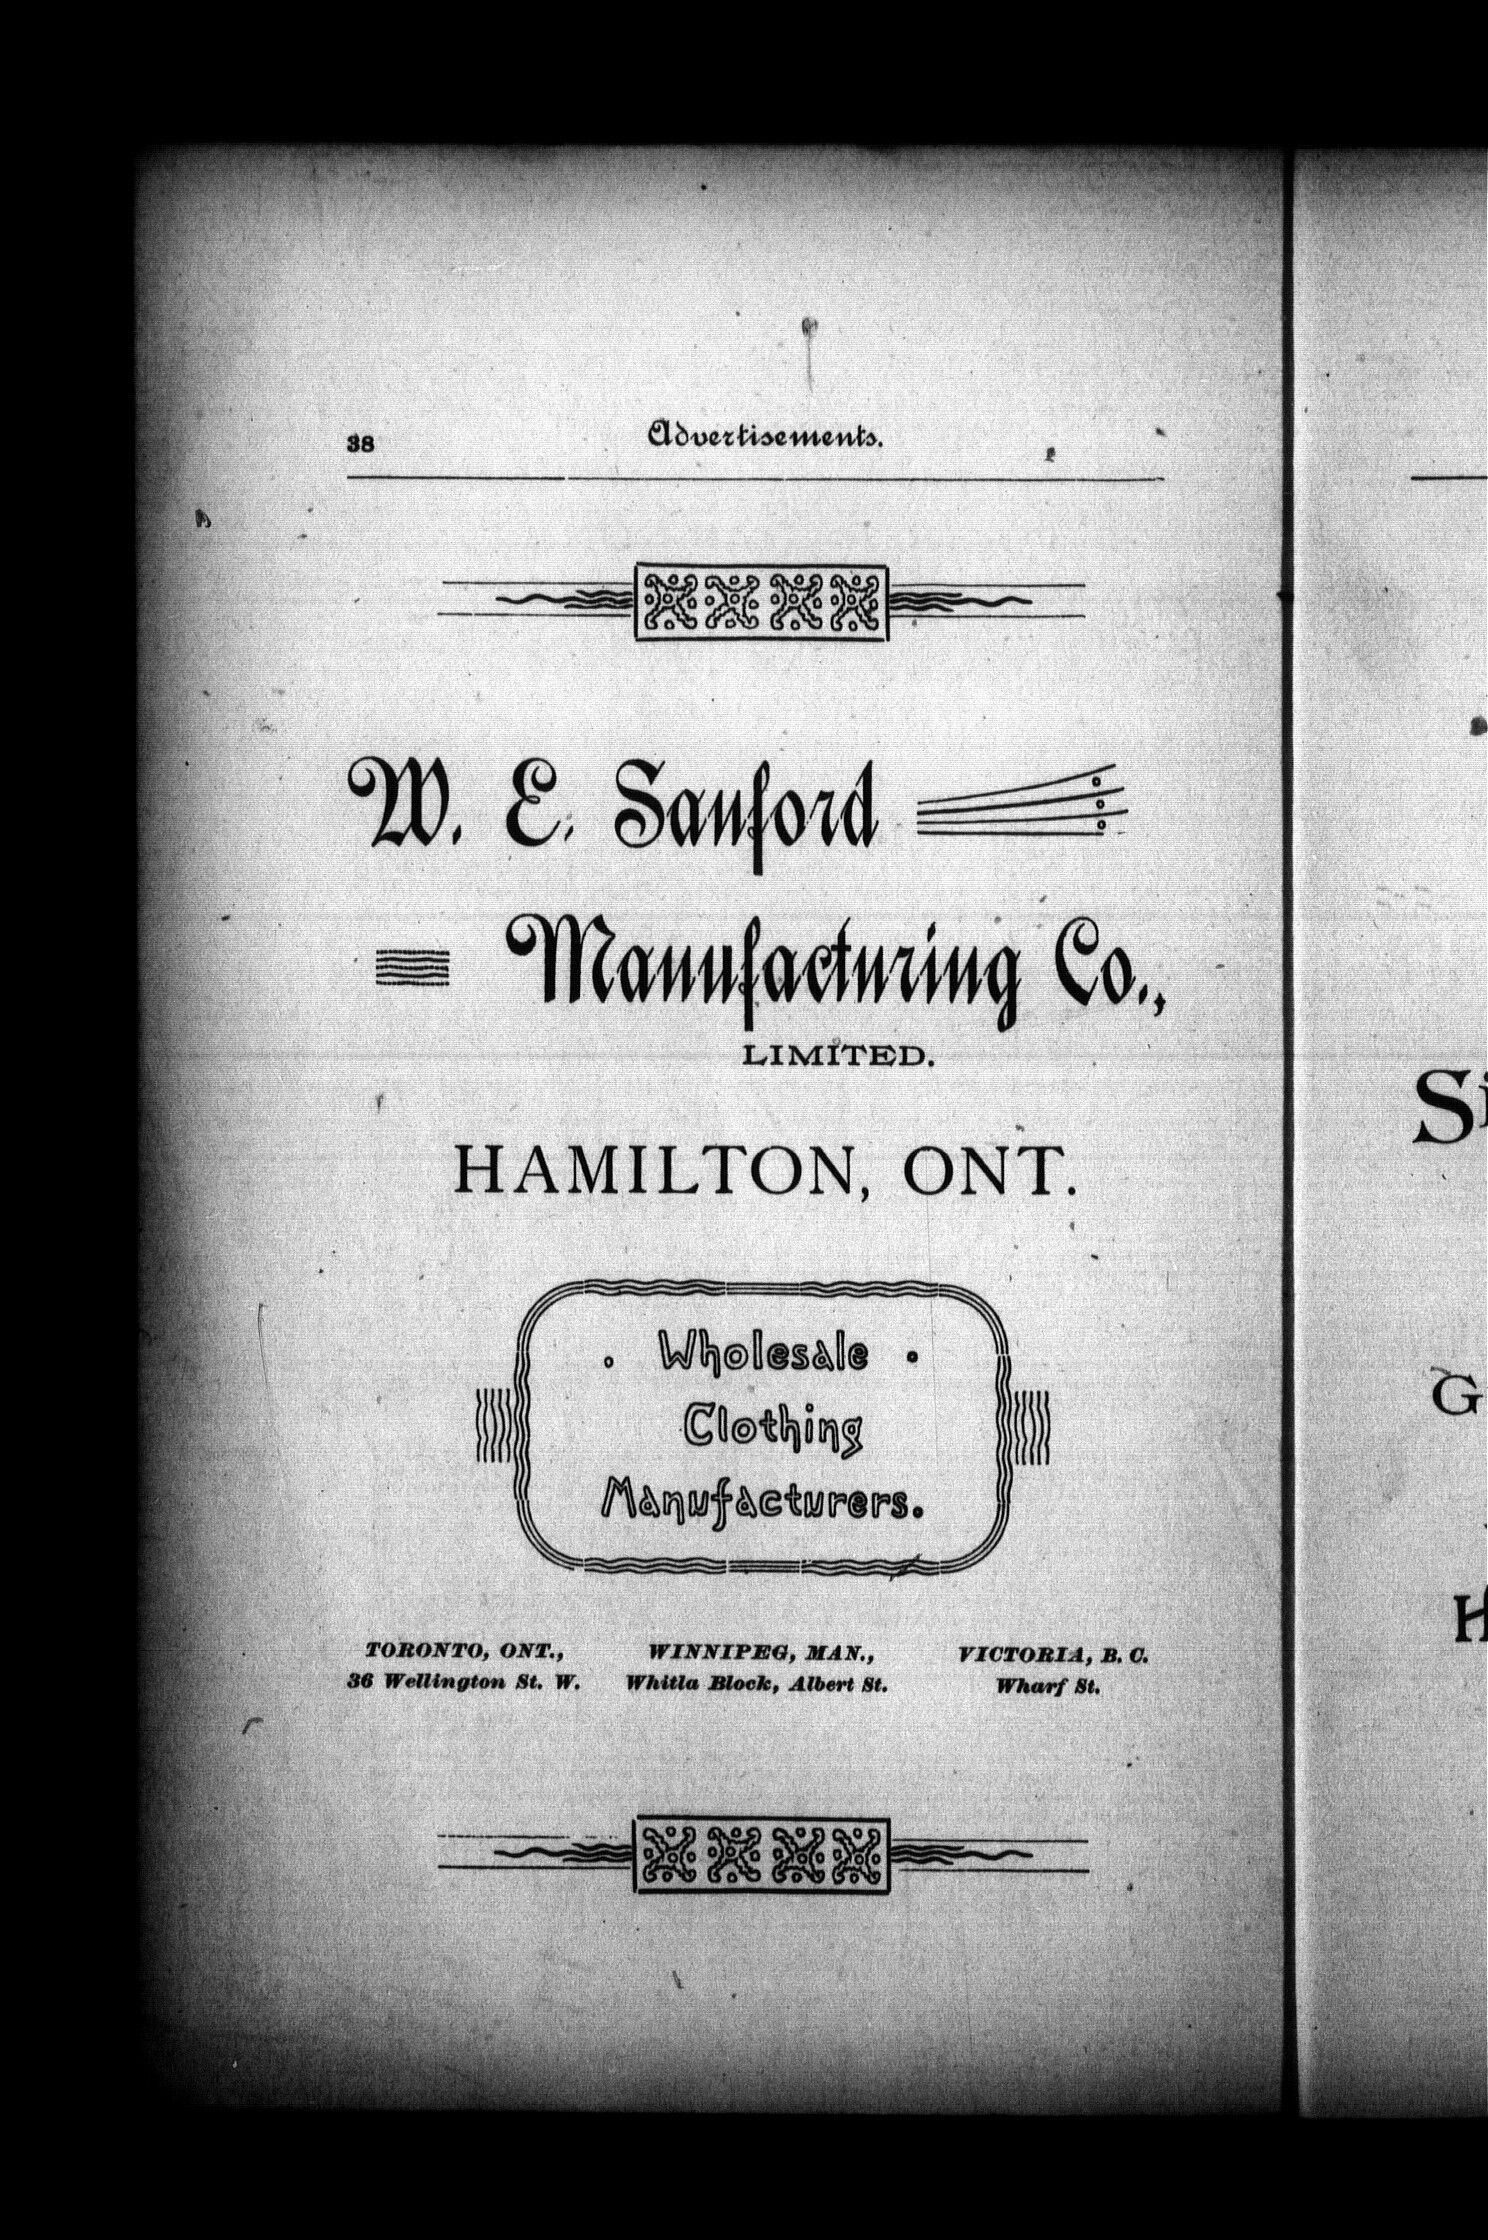 38
Advertisements.
W. E. Sanford
Manufacturing Co.,
LIMITED.
HAMILTON, ONT.
Wholesale
Clothing
Manufacturers.
TORONTO, ONT., WINNIPEG, MAN., VICTORIA, B. C.
36 Wellington St. W. Whitla Block, Albert St. Wharf St.